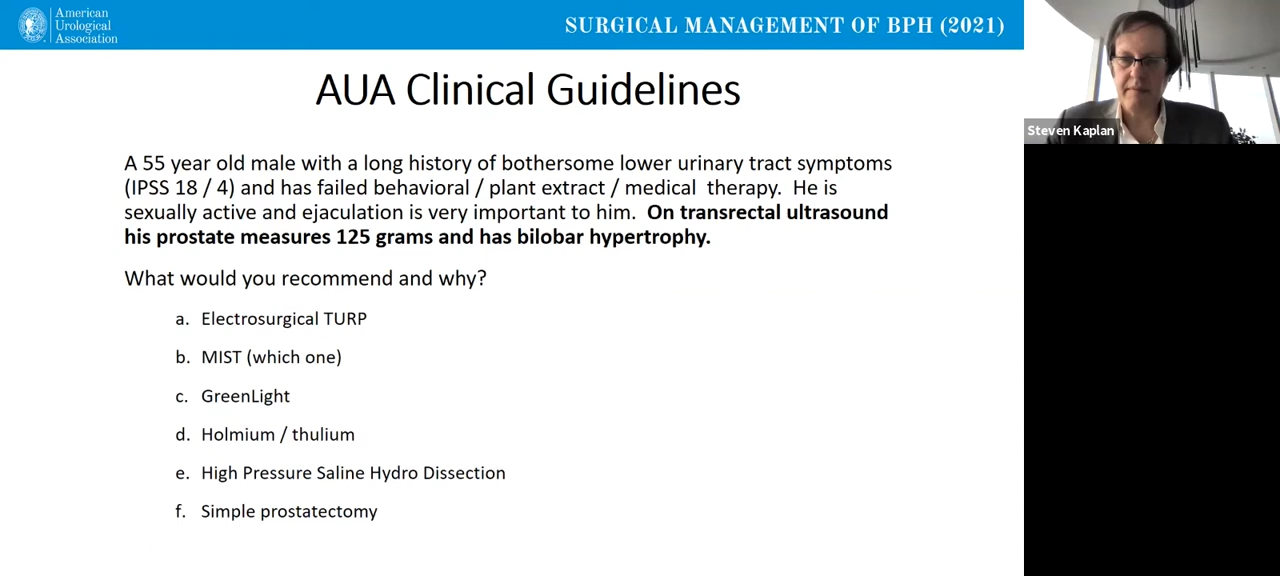 American
Urological
Association
SURGICAL MANAGEMENT OF BPH (2021)
AUA Clinical Guidelines
A 55 year old male with a long history of bothersome lower urinary tract symptoms
(IPSS 18 / 4) and has failed behavioral / plant extract / medical therapy. He is
sexually active and ejaculation is very important to him. On transrectal ultrasound
his prostate measures 125 grams and has bilobar hypertrophy.
What would you recommend and why?
a. Electrosurgical TURP
b. MIST (which one)
c. GreenLight
d. Holmium / thulium
e. High Pressure Saline Hydro Dissection
f. Simple prostatectomy
Steven Kaplan